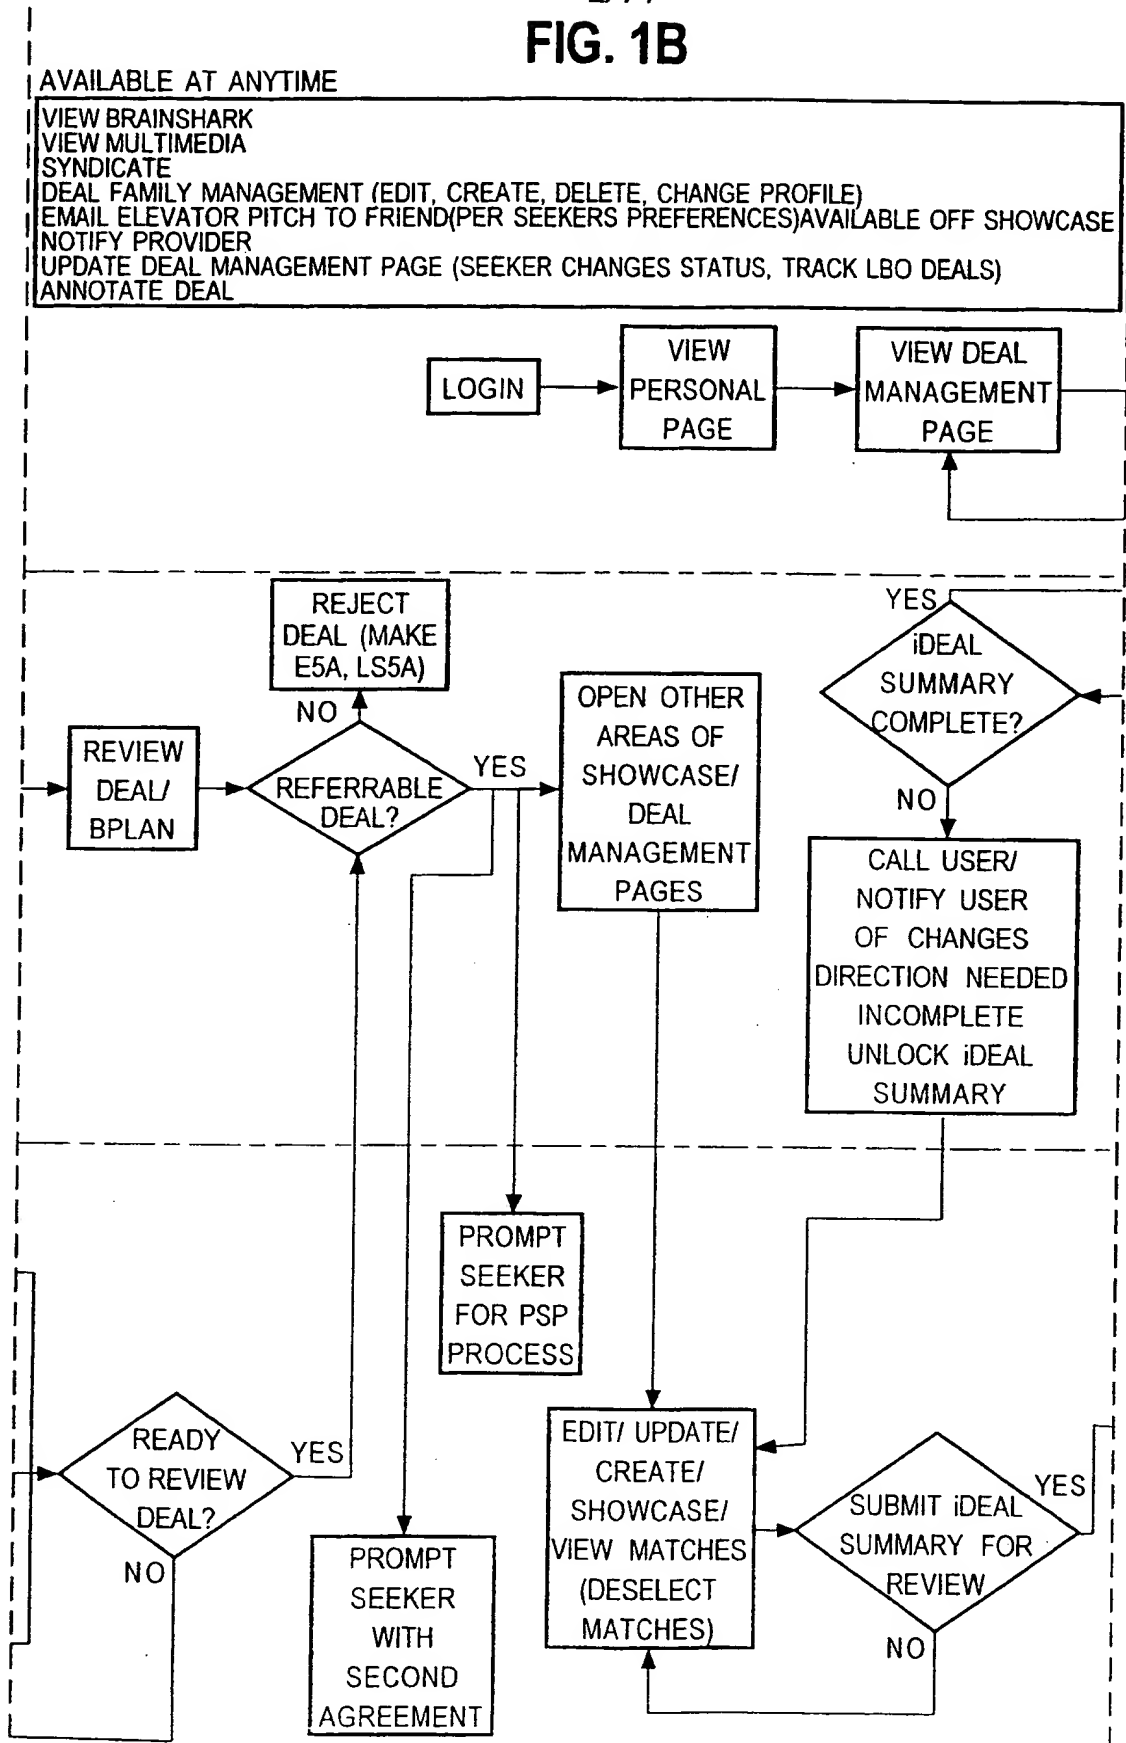 FIG. 1B
AVAILABLE AT ANYTIME
VIEW BRAINSHARK
VIEW MULTIMEDIA
SYNDICATE
DEAL FAMILY MANAGEMENT (EDIT, CREATE, DELETE, CHANGE PROFILE)
EMAIL ELEVATOR PITCH TO FRIEND(PER SEEKERS PREFERENCES)AVAILABLE OFF SHOWCASE
NOTIFY PROVIDER
UPDATE DEAL MANAGEMENT PAGE (SEEKER CHANGES STATUS, TRACK LBO DEALS)
ANNOTATE DEAL
LOGIN
VIEW
PERSONAL
PAGE
VIEW DEAL
MANAGEMENT
PAGE
REJECT
DEAL (MAKE
E5A, LS5A)
NO
REVIEW
DEAL/
BPLAN
REFERRABLE
DEAL?
YES
OPEN OTHER
AREAS OF
SHOWCASE/
DEAL
MANAGEMENT
PAGES
YES
iDEAL
SUMMARY
COMPLETE?
NO
CALL USER/
NOTIFY USER
OF CHANGES
DIRECTION NEEDED
INCOMPLETE
UNLOCK iDEAL
SUMMARY
PROMPT
SEEKER
FOR PSP
PROCESS
READY
TO REVIEW
DEAL?
YES
NO
PROMPT
SEEKER
WITH
SECOND
AGREEMENT
EDIT/ UPDATE/
CREATE/
SHOWCASE/
VIEW MATCHES
(DESELECT
MATCHES)
SUBMIT iDEAL
SUMMARY FOR
REVIEW
YES
NO